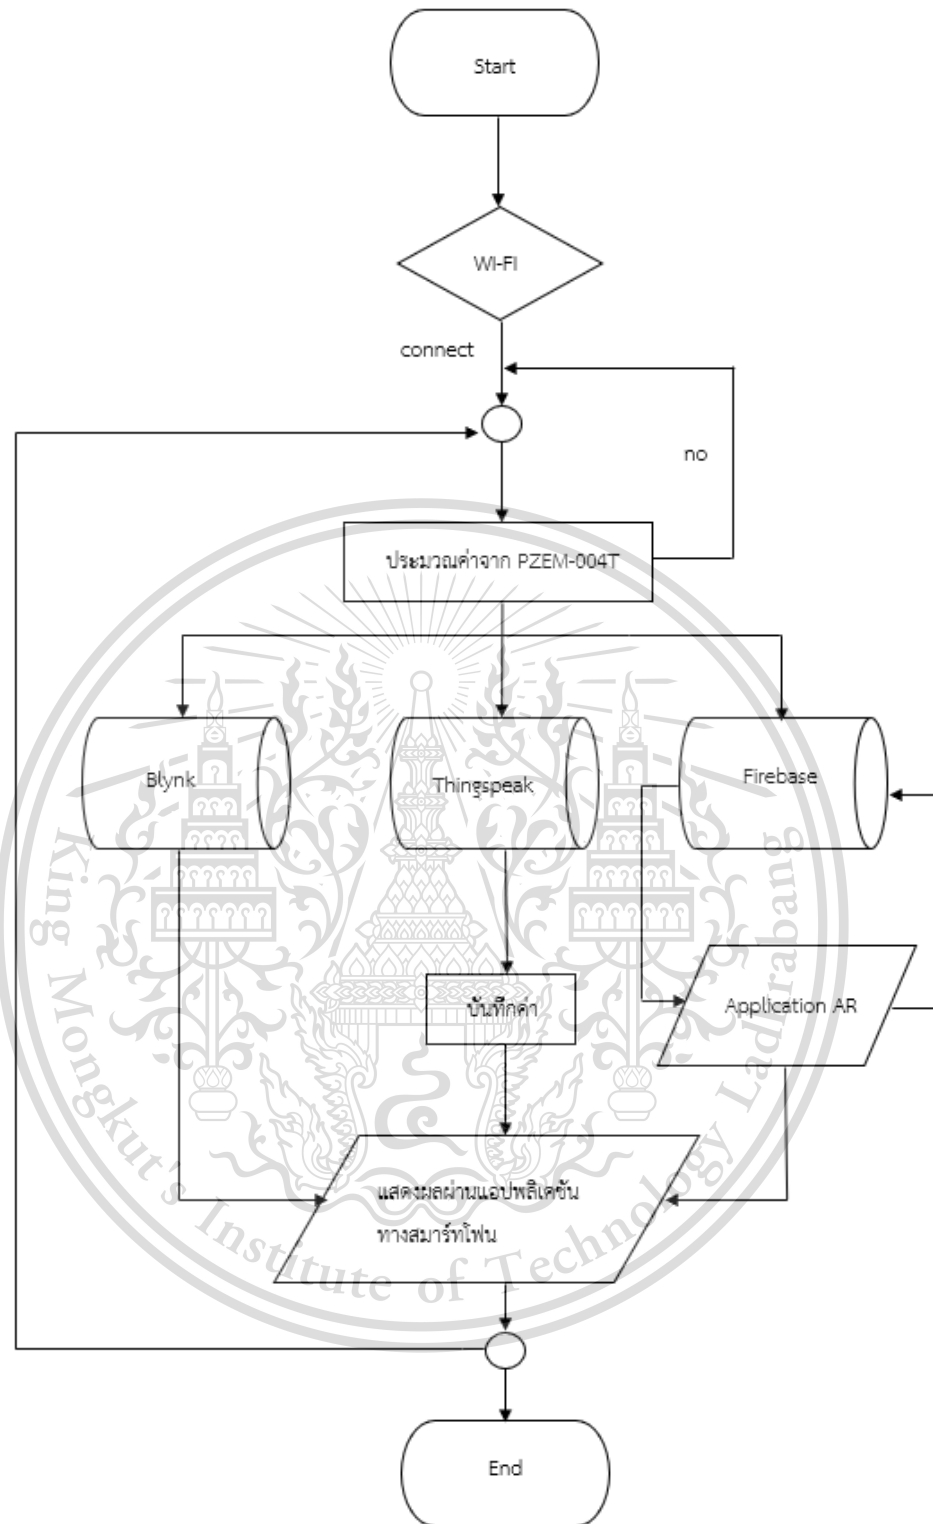 Start
WI-FI
connect
no
ประมวณค่าจาก PZEM-004T
Blynk
Thingspeak
Firebase
บันทึกค่า
Application AR
แสดงผลผ่านแอปพลิเคชัน
ทางสมาร์ทโฟน
End
King Mongkut's Institute of Technology Ladkrabang